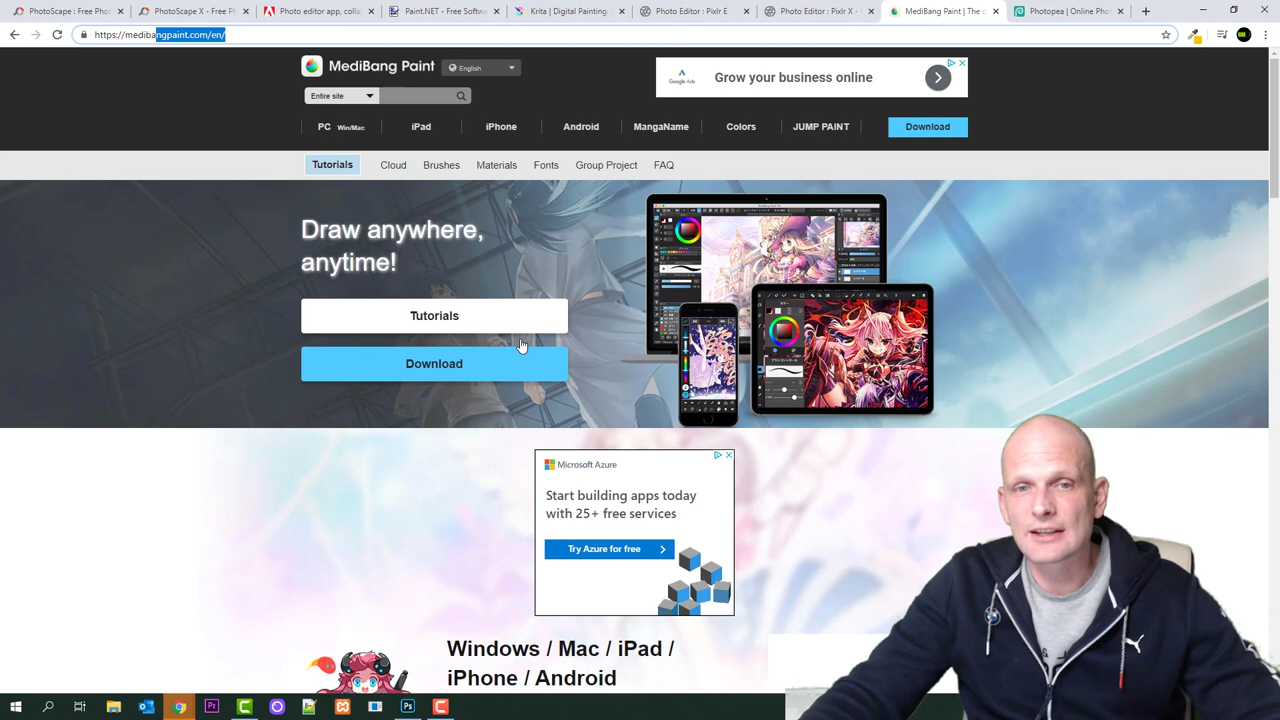 PhotoScape : Free Pho
PhotoScape X - Free Ph
Photo editor app, colla
Paint.NET - Free Softwa
Krita | Digital Painting.
Photo Editor : Pixlr E
Photo Editor : Pixlr X - 
MediBang Paint | The c
Photopea | Online Phot
https://medibangpaint.com/en/
MediBang Paint
English
Grow your business online
Google Ads
Entire site
PC Win/Mac
iPad
iPhone
Android
MangaName
Colors
JUMP PAINT
Download
Tutorials
Cloud
Brushes
Materials
Fonts
Group Project
FAQ
Draw anywhere,
anytime!
Tutorials
Download
Microsoft Azure
Start building apps today
with 25+ free services
Try Azure for free
Windows / Mac / iPad /
iPhone / Android